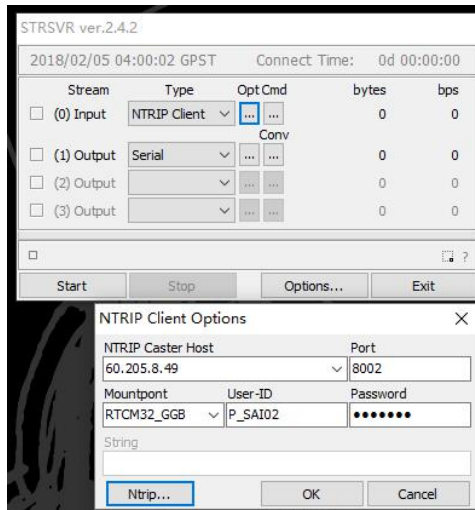 STRSVR ver.2.4.2
2018/02/05 04:00:02 GPST Connect Time: 0d 00:00:00
Stream Type Opt Cmd bytes bps
(0) Input NTRIP Client ... ... 0 0
Conv
(1) Output Serial ... ... 0 0
(2) Output ... ... 0 0
(3) Output ... ... 0 0
?
Start Stop Options... Exit
NTRIP Client Options
NTRIP Caster Host Port
60.205.8.49 8002
Mountpont User-ID Password
RTCM32_GGB P_SAI02 •••••••
String
Ntrip... OK Cancel